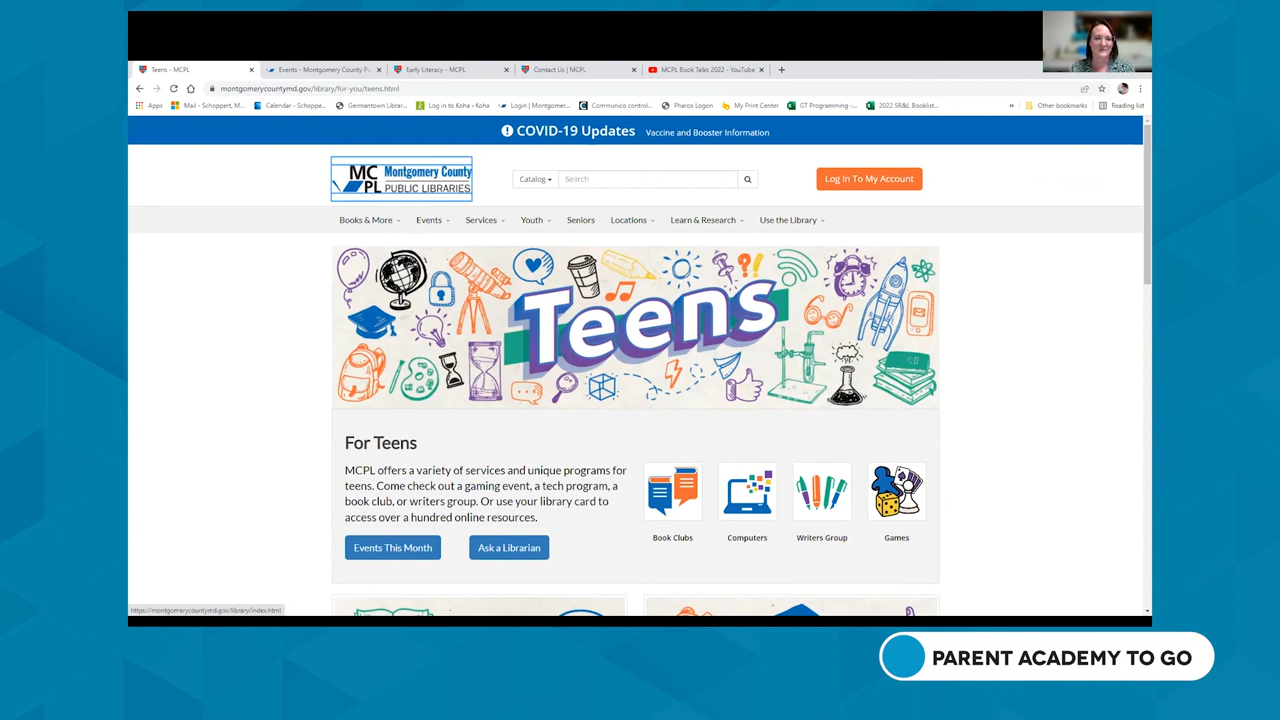 Teens - MCPL
Events - Montgomery County P
Early Literacy - MCPL
Contact Us | MCPL
MCPL Book Talks 2022 - YouTube
montgomerycountymd.gov/library/for-you/teens.html
Apps
Mail - Schoppert, M...
Calendar - Schoppe...
Germantown Librar...
Log in to Koha ‹ Koha
Login | Montgomer...
Communico control...
Pharos Logon
My Print Center
GT Programming -...
2022 SR&L Booklist...
»
Other bookmarks
Reading list
COVID-19 Updates Vaccine and Booster Information
MC
PL
Montgomery County
PUBLIC LIBRARIES
Catalog
Search
Log In To My Account
Books & More
Events
Services
Youth
Seniors
Locations
Learn & Research
Use the Library
Teens
For Teens
MCPL offers a variety of services and unique programs for
teens. Come check out a gaming event, a tech program, a
book club, or writers group. Or use your library card to
access over a hundred online resources.
Events This Month
Ask a Librarian
Book Clubs
Computers
Writers Group
Games
https://montgomerycountymd.gov/library/index.html
PARENT ACADEMY TO GO